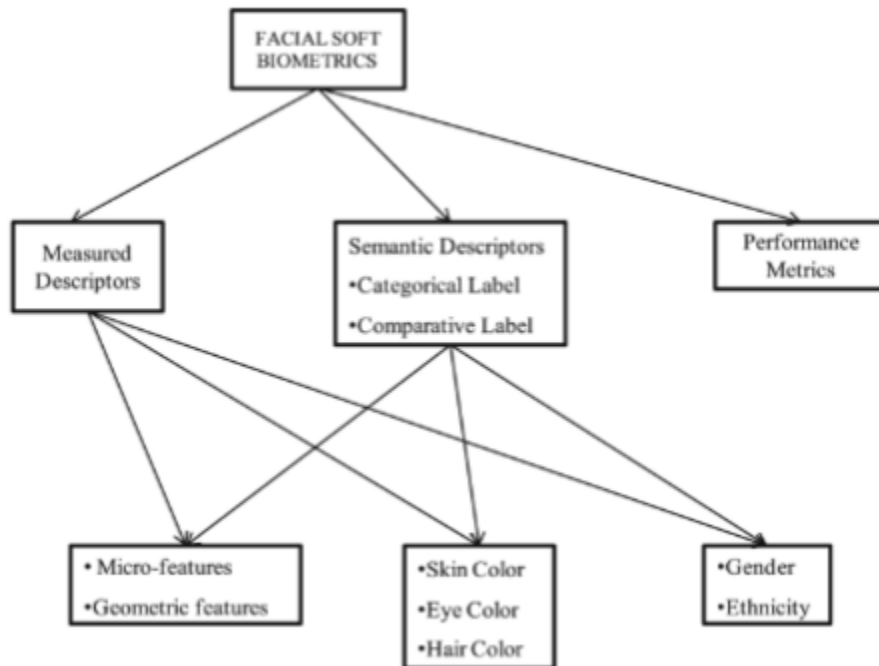 FACIAL SOFT
BIOMETRICS
Measured
Descriptors
Semantic Descriptors
•Categorical Label
•Comparative Label
Performance
Metrics
• Micro-features
•Geometric features
•Skin Color
•Eye Color
•Hair Color
•Gender
•Ethnicity